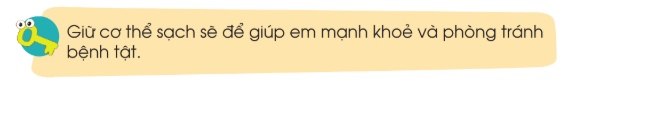 Giữ cơ thể sạch sẽ để giúp em mạnh khoẻ và phòng tránh
bệnh tật.